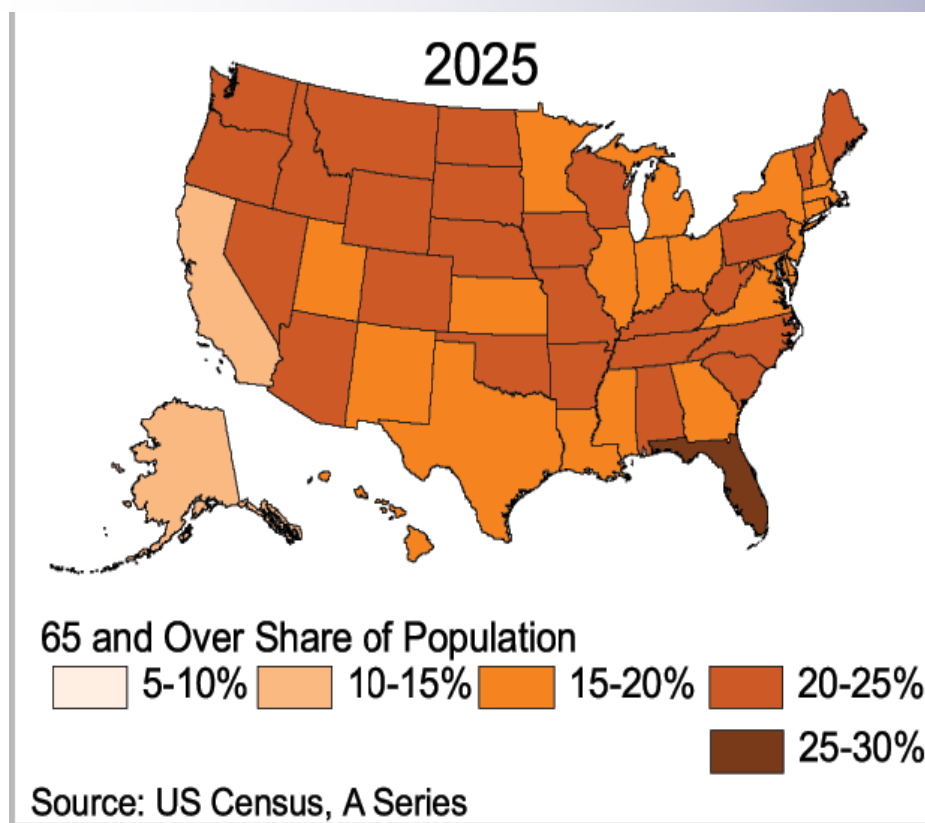 2025
65 and Over Share of Population
5-10% 10-15% 15-20% 20-25%
25-30%
Source: US Census, A Series